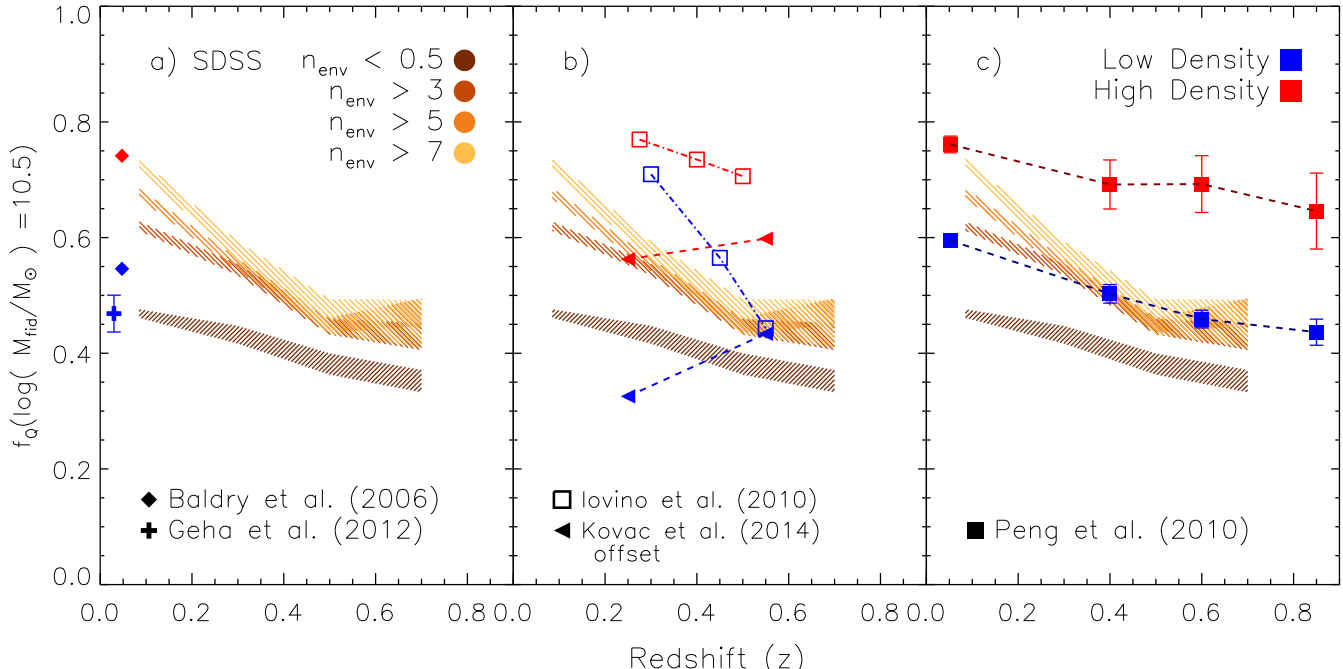 a) SDSS
n_env < 0.5
n_env > 3
n_env > 5
n_env > 7
Baldry et al. (2006)
Geha et al. (2012)
b)
Iovino et al. (2010)
Kovac et al. (2014)
offset
c)
Low Density
High Density
Peng et al. (2010)
f_Q(log( M_fid/M_⊙ ) =10.5)
1.0
0.8
0.6
0.4
0.2
0.0
0.0 0.2 0.4 0.6 0.8 0.0 0.2 0.4 0.6 0.8 0.0 0.2 0.4 0.6 0.8
Redshift (z)